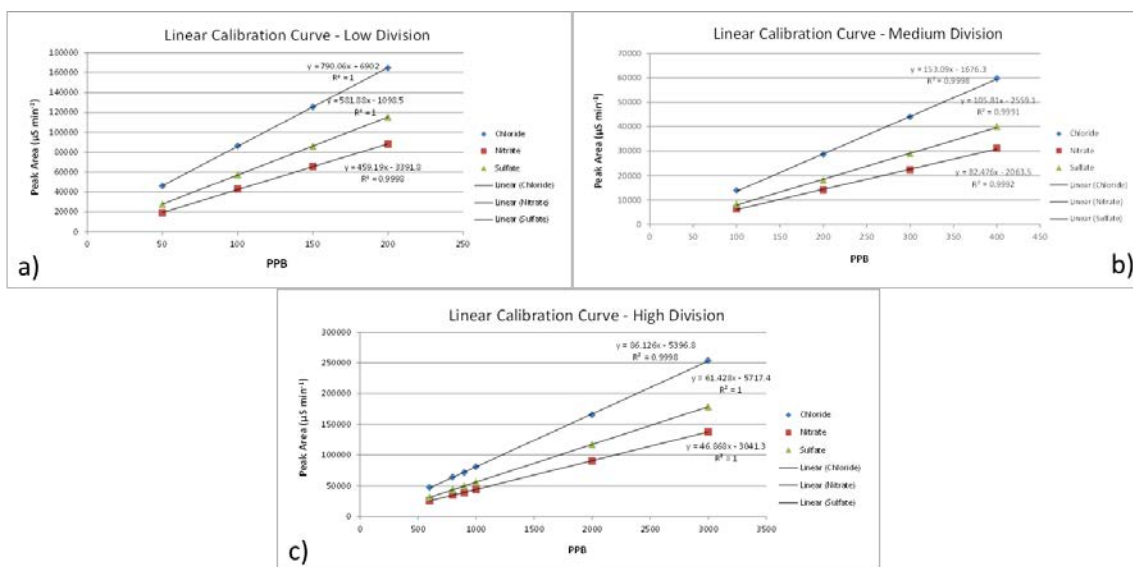 Linear Calibration Curve - Low Division
Peak Area (µS min⁻¹)
180000
160000
140000
120000
100000
80000
60000
40000
20000
0
0 50 100 150 200 250
PPB
y = 790.06x + 6902
R² = 1
y = 581.88x - 1098.5
R² = 1
y = 459.19x - 3391.8
R² = 0.9998
Chloride
Nitrate
Sulfate
Linear (Chloride)
Linear (Nitrate)
Linear (Sulfate)
a)
Linear Calibration Curve - Medium Division
Peak Area (µS min⁻¹)
70000
60000
50000
40000
30000
20000
10000
0
0 50 100 150 200 250 300 350 400 450
PPB
y = 153.09x - 1676.3
R² = 0.9998
y = 105.81x - 2559.1
R² = 0.9991
y = 82.476x - 2063.5
R² = 0.9992
Chloride
Nitrate
Sulfate
Linear (Chloride)
Linear (Nitrate)
Linear (Sulfate)
b)
Linear Calibration Curve - High Division
Peak Area (µS min⁻¹)
300000
250000
200000
150000
100000
50000
0
0 500 1000 1500 2000 2500 3000 3500
PPB
y = 86.126x - 5396.8
R² = 0.9998
y = 61.428x - 5717.4
R² = 1
y = 46.868x - 3041.3
R² = 1
Chloride
Nitrate
Sulfate
Linear (Chloride)
Linear (Nitrate)
Linear (Sulfate)
c)